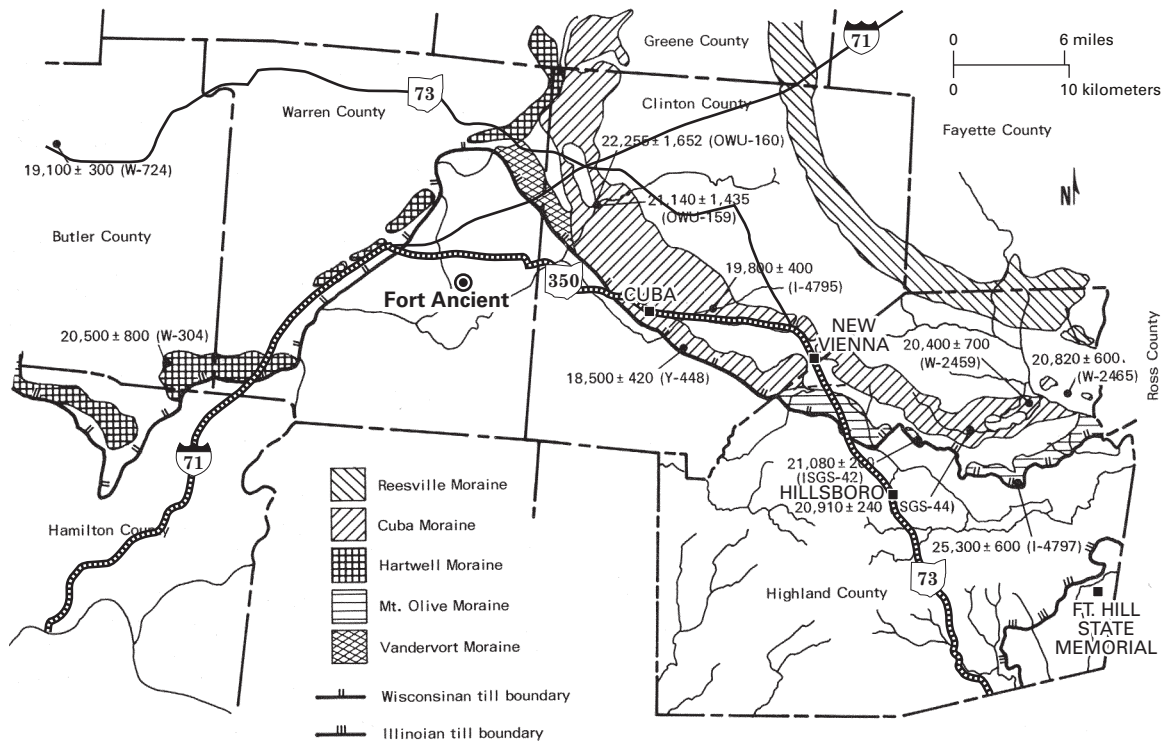 Greene County
71
0 6 miles
0 10 kilometers
73
Warren County
Clinton County
Fayette County
22,255 ± 1,652 (OWU-160)
19,100 ± 300 (W-724)
N
21,140 ± 1,435
(OWU-159)
Butler County
19,800 ± 400
(I-4795)
350
Fort Ancient
CUBA
NEW
VIENNA
20,500 ± 800 (W-304)
20,400 ± 700
(W-2459)
20,820 ± 600.
(W-2465)
Ross County
18,500 ± 420 (Y-448)
71
21,080 ± 200
(ISGS-42)
HILLSBORO
20,910 ± 240 (SGS-44)
Hamilton County
25,300 ± 600 (I-4797)
73
Highland County
FT. HILL
STATE
MEMORIAL
Reesville Moraine
Cuba Moraine
Hartwell Moraine
Mt. Olive Moraine
Vandervort Moraine
Wisconsinan till boundary
Illinoian till boundary